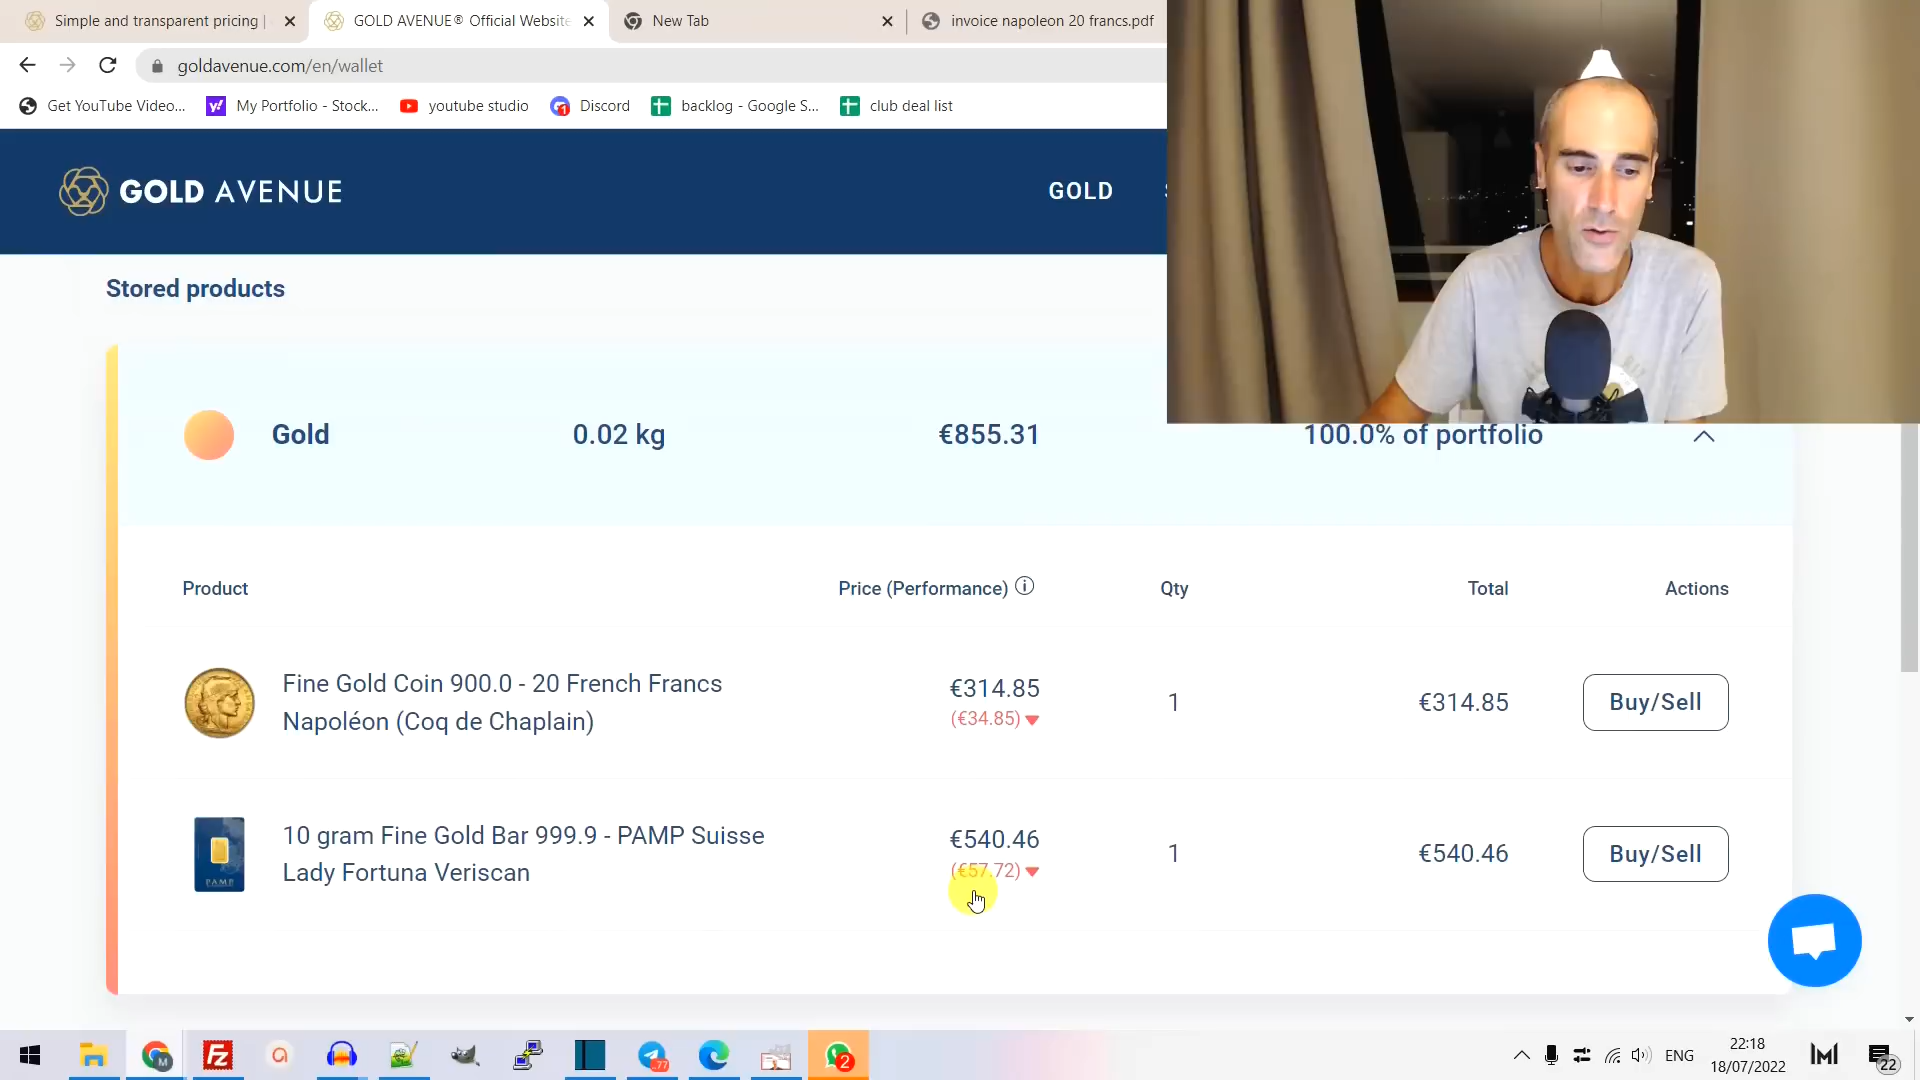 Simple and transparent pricing |
GOLD AVENUE® Official Website
New Tab
invoice napoleon 20 francs.pdf
goldavenue.com/en/wallet
Get YouTube Video...
My Portfolio - Stock...
youtube studio
Discord
backlog - Google S...
club deal list
GOLD AVENUE
GOLD
Stored products
Gold
0.02 kg
€855.31
100.0% of portfolio
Product
Price (Performance)
Qty
Total
Actions
Fine Gold Coin 900.0 - 20 French Francs
Napoléon (Coq de Chaplain)
€314.85
(€34.85)
1
€314.85
Buy/Sell
10 gram Fine Gold Bar 999.9 - PAMP Suisse
Lady Fortuna Veriscan
€540.46
(€57.72)
1
€540.46
Buy/Sell
PAMP
M
77
2
ENG
22:18
18/07/2022
22